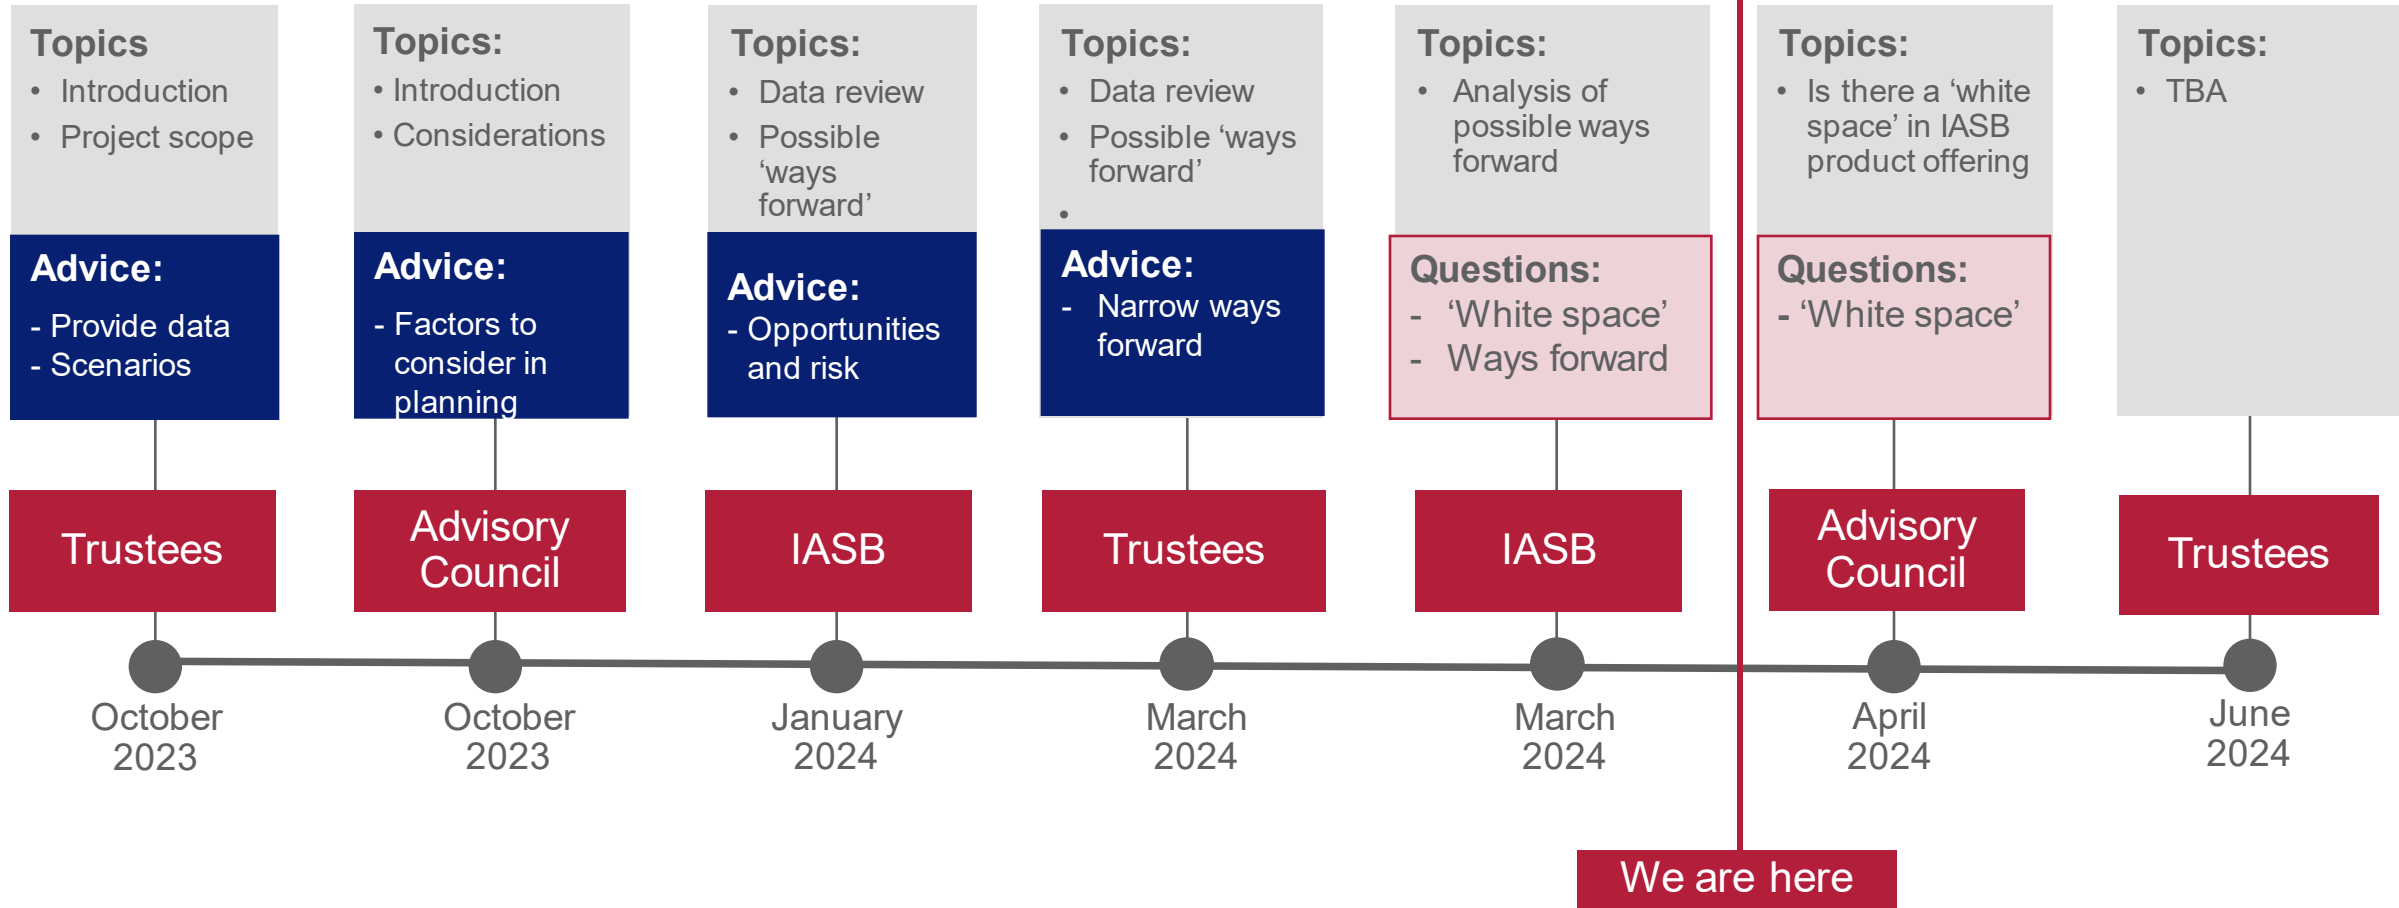 Topics
• Introduction
• Project scope
Advice:
- Provide data
- Scenarios
Trustees
October
2023
Topics:
• Introduction
• Considerations
Advice:
- Factors to
consider in
planning
Advisory
Council
October
2023
Topics:
• Data review
• Possible
‘ways
forward’
Advice:
- Opportunities
and risk
IASB
January
2024
Topics:
• Data review
• Possible ‘ways
forward’
•
Advice:
- Narrow ways
forward
Trustees
March
2024
Topics:
• Analysis of
possible ways
forward
Questions:
- ‘White space’
- Ways forward
IASB
March
2024
Topics:
• Is there a ‘white
space’ in IASB
product offering
Questions:
- ‘White space’
Advisory
Council
April
2024
Topics:
• TBA
Trustees
June
2024
We are here